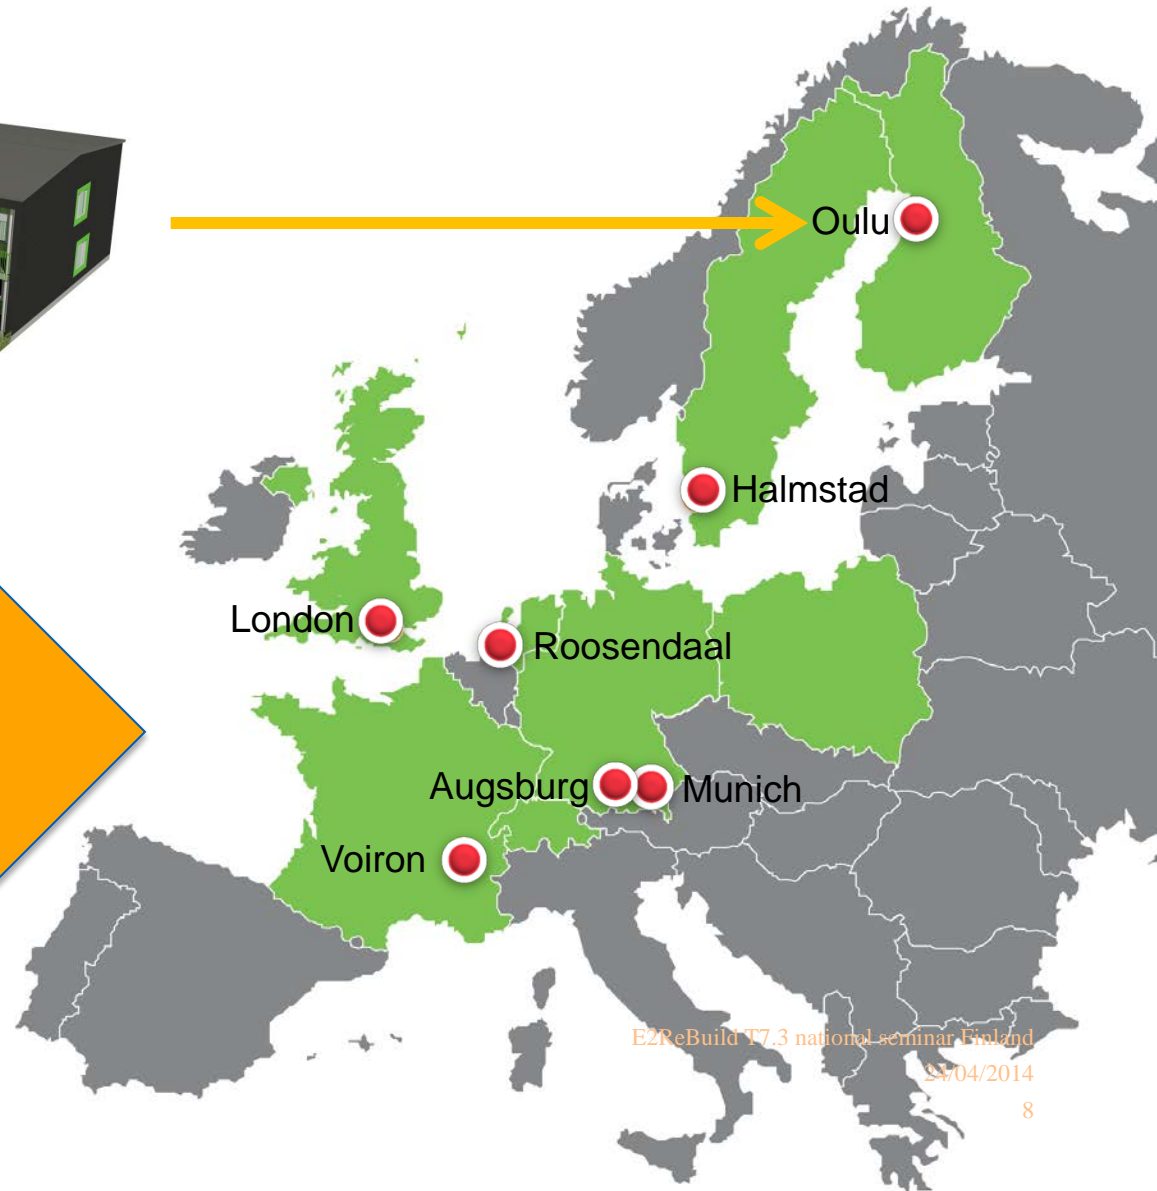 Oulu
Halmstad
London
Roosendaal
Augsburg
Munich
Voiron
E2ReBuild T7.3 national seminar Finland
24/04/2014
8